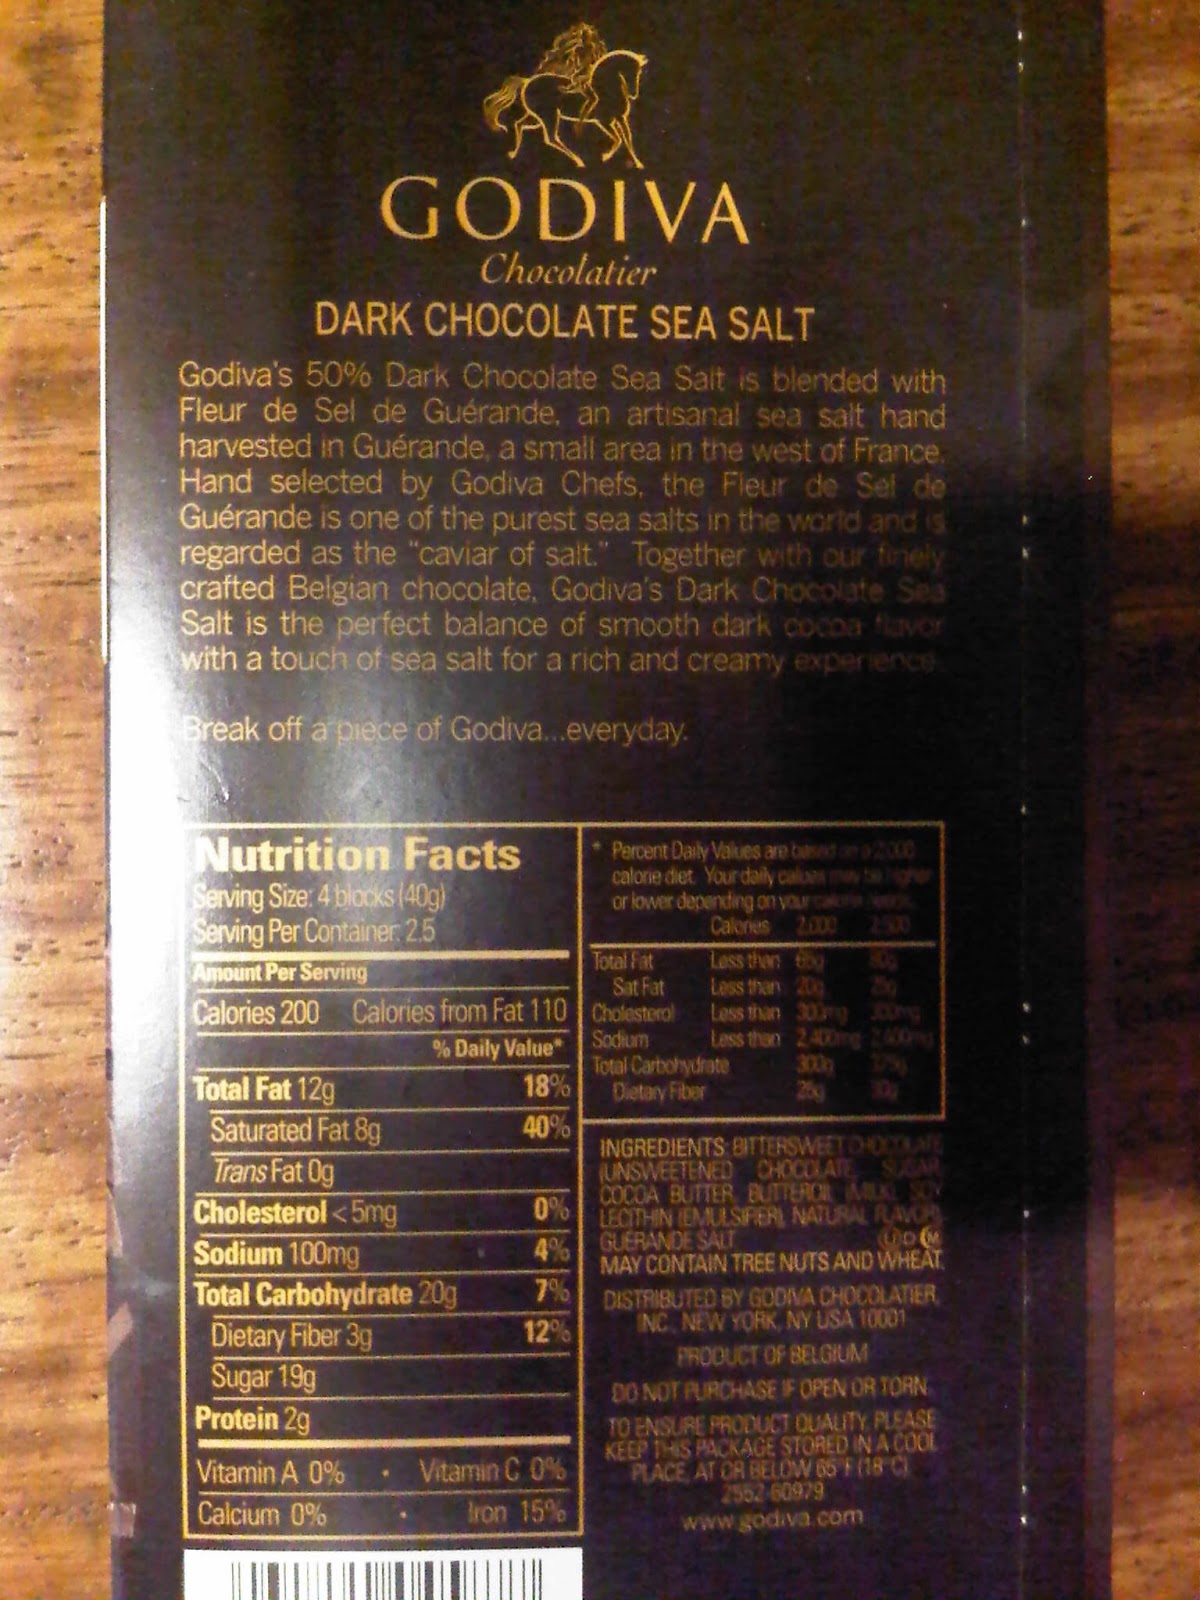 GODIVA
Chocolatier
DARK CHOCOLATE SEA SALT
Godiva's 50% Dark Chocolate Sea Salt is blended with
Fleur de Sel de Guérande, an artisanal sea salt hand
harvested in Guérande, a small area in the west of France.
Hand selected by Godiva Chefs, the Fleur de Sel de
Guérande is one of the purest sea salts in the world and is
regarded as the "caviar of salt." Together with our finely
crafted Belgian chocolate, Godiva's Dark Chocolate Sea
Salt is the perfect balance of smooth dark cocoa flavor
with a touch of sea salt for a rich and creamy experience.
Break off a piece of Godiva...everyday.
Nutrition Facts
Serving Size: 4 blocks (40g)
Serving Per Container: 2.5
Amount Per Serving
Calories 200 Calories from Fat 110
% Daily Value*
Total Fat 12g 18%
Saturated Fat 8g 40%
Trans Fat 0g
Cholesterol <5mg 0%
Sodium 100mg 4%
Total Carbohydrate 20g 7%
Dietary Fiber 3g 12%
Sugar 19g
Protein 2g
Vitamin A 0% • Vitamin C 0%
Calcium 0% • Iron 15%
* Percent Daily Values are based on a 2,000
calorie diet. Your daily values may be higher
or lower depending on your calorie needs.
Calories 2,000 2,500
Total Fat Less than 65g 80g
Sat Fat Less than 20g 25g
Cholesterol Less than 300mg 300mg
Sodium Less than 2,400mg 2,400mg
Total Carbohydrate 300g 375g
Dietary Fiber 25g 30g
INGREDIENTS: BITTERSWEET CHOCOLATE
(UNSWEETENED CHOCOLATE, SUGAR,
COCOA BUTTER, BUTTEROIL (MILK), SOY
LECITHIN (EMULSIFIER), NATURAL FLAVOR),
GUERANDE SALT.
MAY CONTAIN TREE NUTS AND WHEAT.
DISTRIBUTED BY GODIVA CHOCOLATIER,
INC., NEW YORK, NY USA 10001
PRODUCT OF BELGIUM
DO NOT PURCHASE IF OPEN OR TORN.
TO ENSURE PRODUCT QUALITY, PLEASE
KEEP THIS PACKAGE STORED IN A COOL
PLACE, AT OR BELOW 65°F (18°C).
2552-60979
www.godiva.com